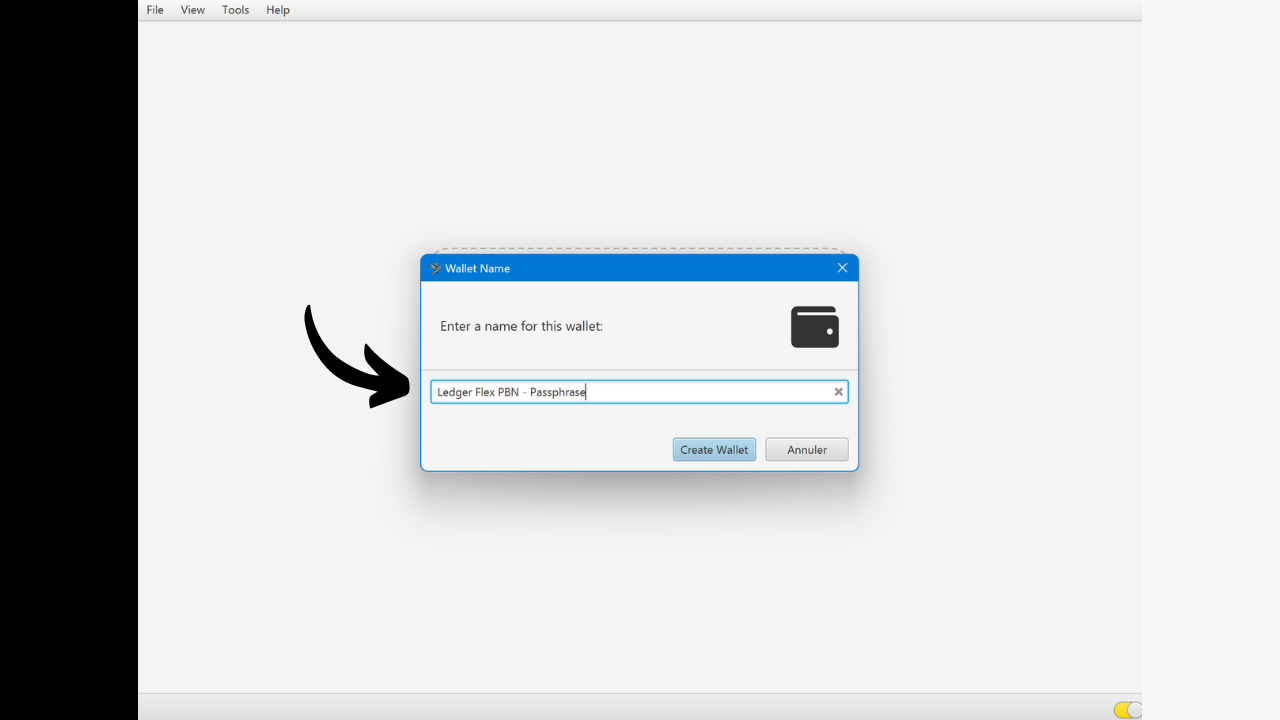 File View Tools Help
Wallet Name
Enter a name for this wallet:
Ledger Flex PBN - Passphrase
Create Wallet Annuler